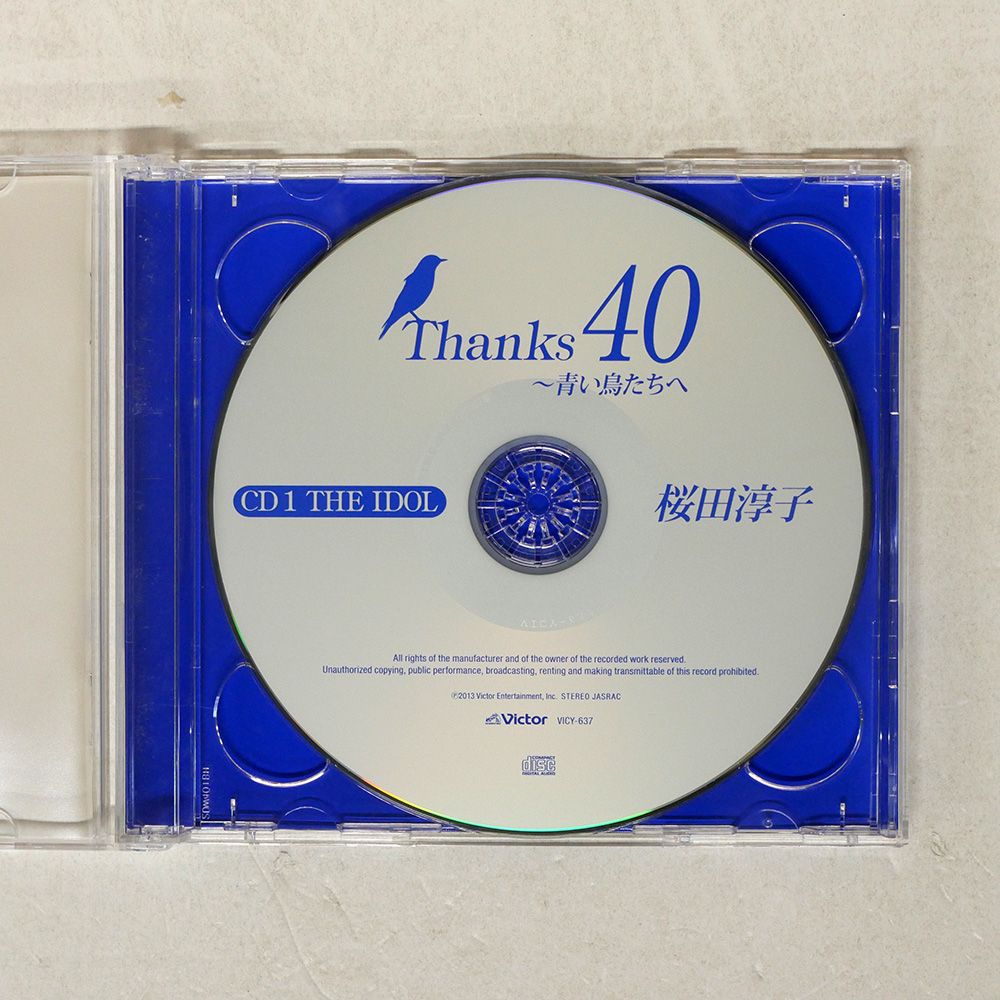 Thanks 40
～青い鳥たちへ
CD 1 THE IDOL
桜田淳子
All rights of the manufacturer and of the owner of the recorded work reserved.
Unauthorized copying, public performance, broadcasting, renting and making transmittable of this record prohibited.
℗2013 Victor Entertainment, Inc. STEREO JASRAC
Victor VICY-637
COMPACT
disc
DIGITAL AUDIO